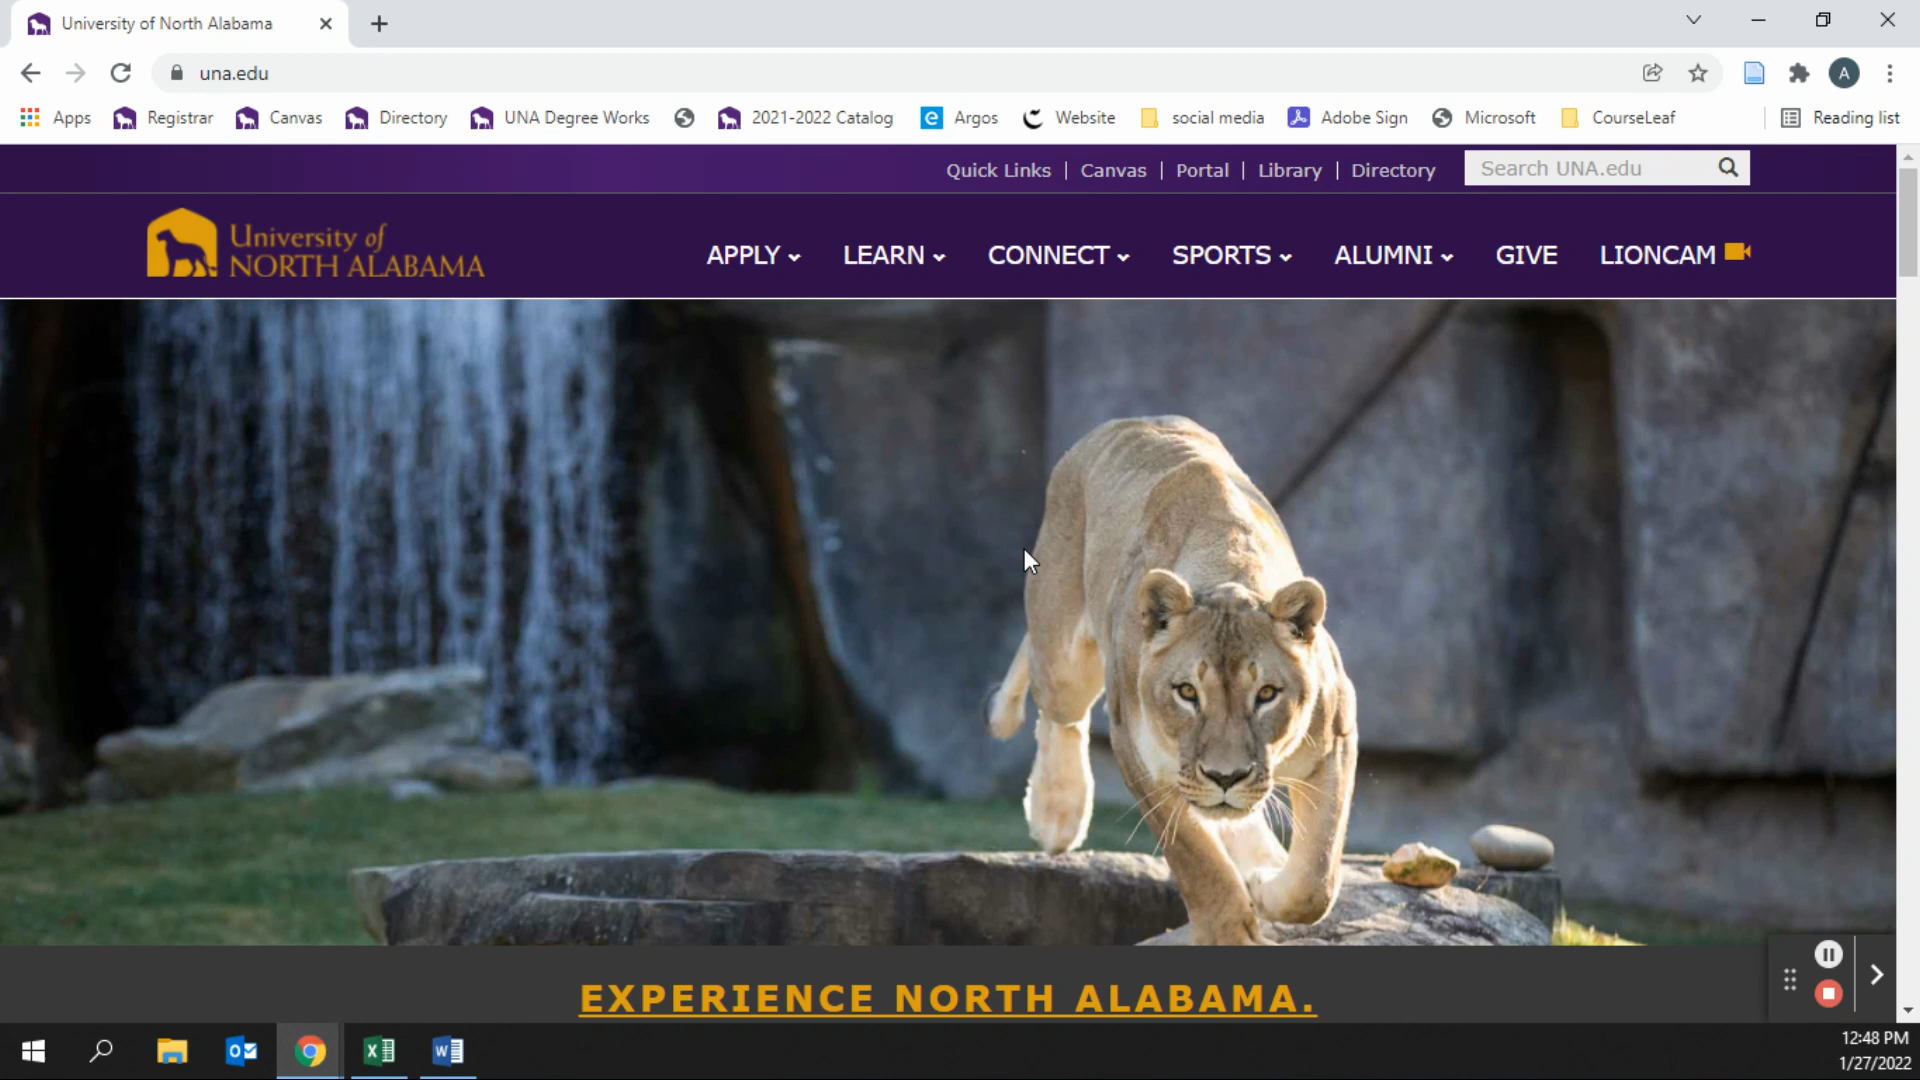 University of North Alabama
una.edu
A
Apps Registrar Canvas Directory UNA Degree Works 2021-2022 Catalog Argos Website social media Adobe Sign Microsoft CourseLeaf Reading list
Quick Links | Canvas | Portal | Library | Directory Search UNA.edu
University of
NORTH ALABAMA
APPLY LEARN CONNECT SPORTS ALUMNI GIVE LIONCAM
EXPERIENCE NORTH ALABAMA.
12:48 PM
1/27/2022